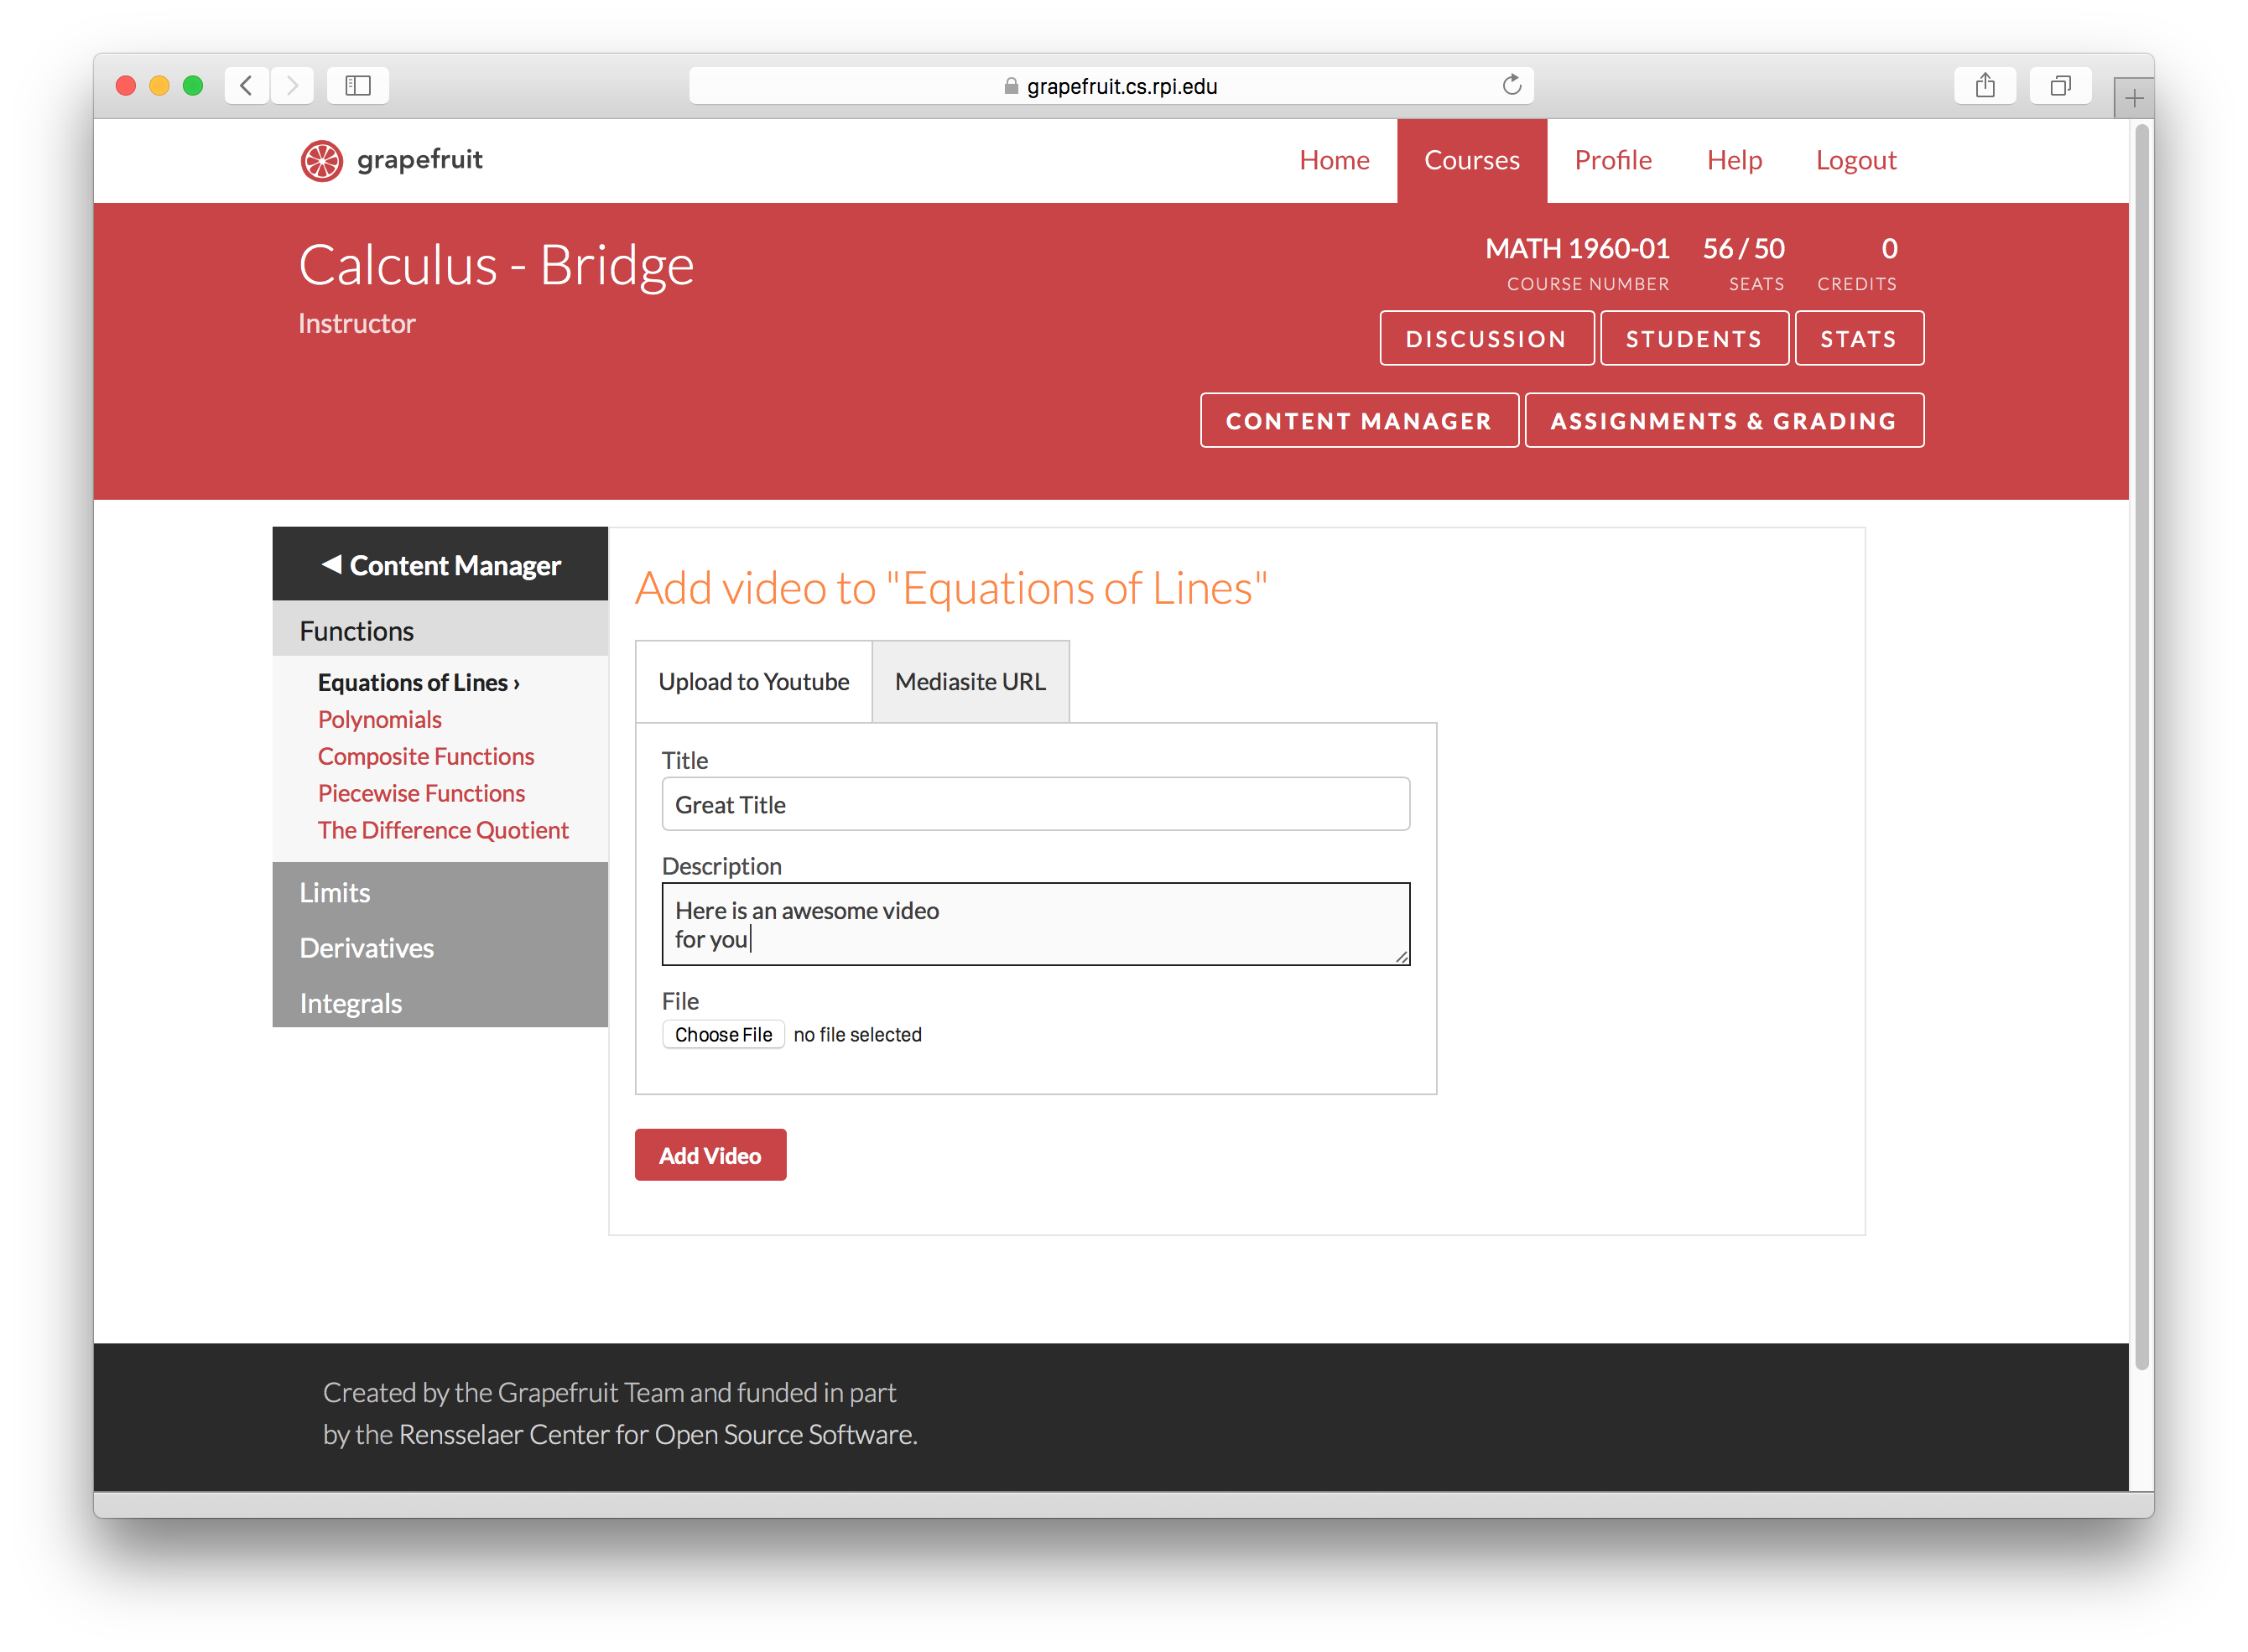 grapefruit.cs.rpi.edu
grapefruit
Home Courses Profile Help Logout
Calculus - Bridge
Instructor
MATH 1960-01 56 / 50 0
COURSE NUMBER SEATS CREDITS
DISCUSSION STUDENTS STATS
CONTENT MANAGER ASSIGNMENTS & GRADING
◀ Content Manager
Functions
Equations of Lines ›
Polynomials
Composite Functions
Piecewise Functions
The Difference Quotient
Limits
Derivatives
Integrals
Add video to "Equations of Lines"
Upload to Youtube Mediasite URL
Title
Great Title
Description
Here is an awesome video
for you
File
Choose File no file selected
Add Video
Created by the Grapefruit Team and funded in part
by the Rensselaer Center for Open Source Software.